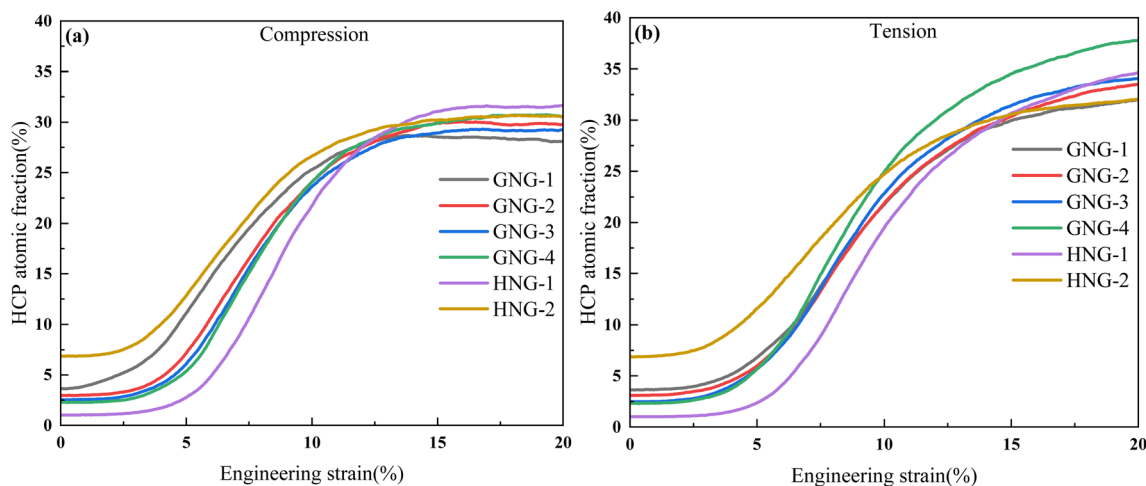 (a)
Compression
HCP atomic fraction(%)
40
35
30
25
20
15
10
5
0
GNG-1
GNG-2
GNG-3
GNG-4
HNG-1
HNG-2
0 5 10 15 20
Engineering strain(%)
(b)
Tension
HCP atomic fraction(%)
40
35
30
25
20
15
10
5
0
GNG-1
GNG-2
GNG-3
GNG-4
HNG-1
HNG-2
0 5 10 15 20
Engineering strain(%)